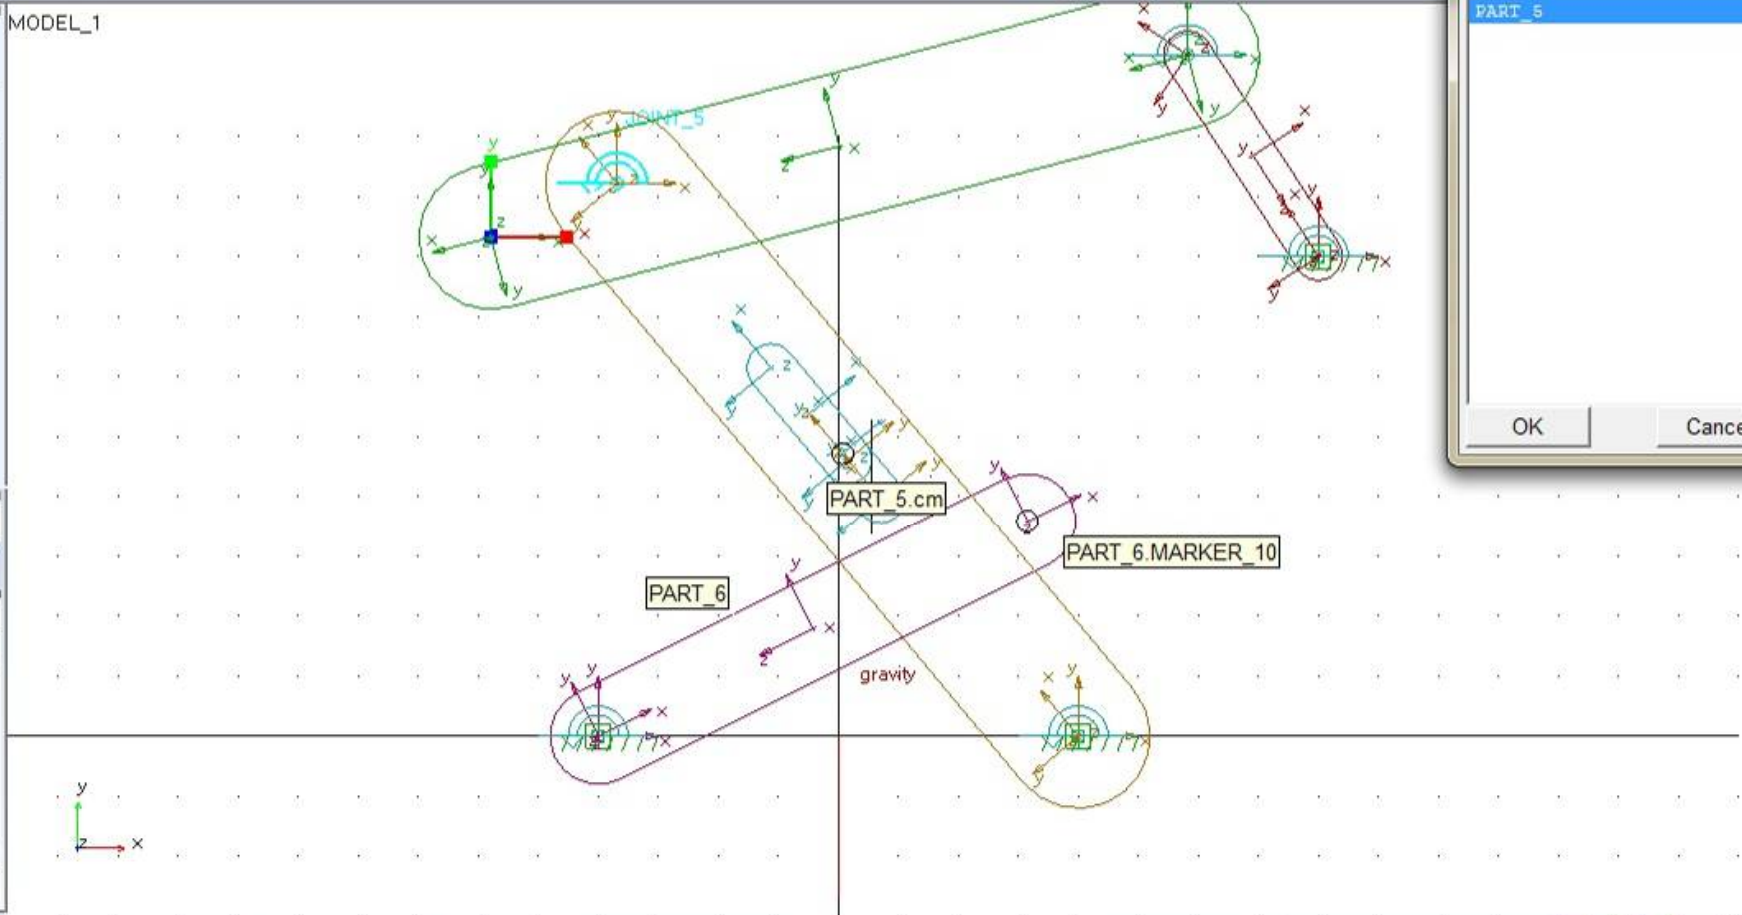 MODEL_1
PART_5
JOINT_5
OK
Cance
PART_5.cm
PART_6.MARKER_10
PART_6
gravity
y
z
x